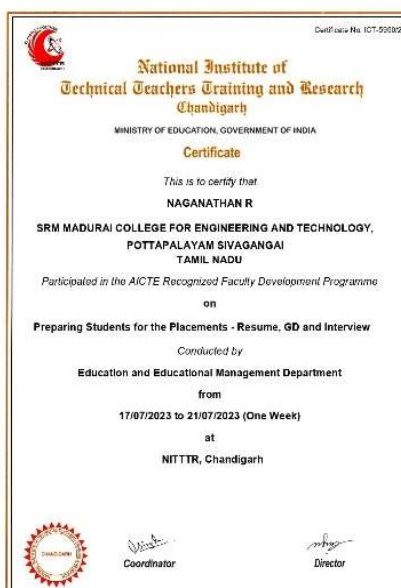 Certificate No. ICT-5960/2
National Institute of
Technical Teachers Training and Research
Chandigarh
MINISTRY OF EDUCATION, GOVERNMENT OF INDIA
Certificate
This is to certify that
NAGANATHAN R
SRM MADURAI COLLEGE FOR ENGINEERING AND TECHNOLOGY,
POTTAPALAYAM SIVAGANGAI
TAMIL NADU
Participated in the AICTE Recognized Faculty Development Programme
on
Preparing Students for the Placements - Resume, GD and Interview
Conducted by
Education and Educational Management Department
from
17/07/2023 to 21/07/2023 (One Week)
at
NITTTR, Chandigarh
CHANDIGARH
Coordinator
Director